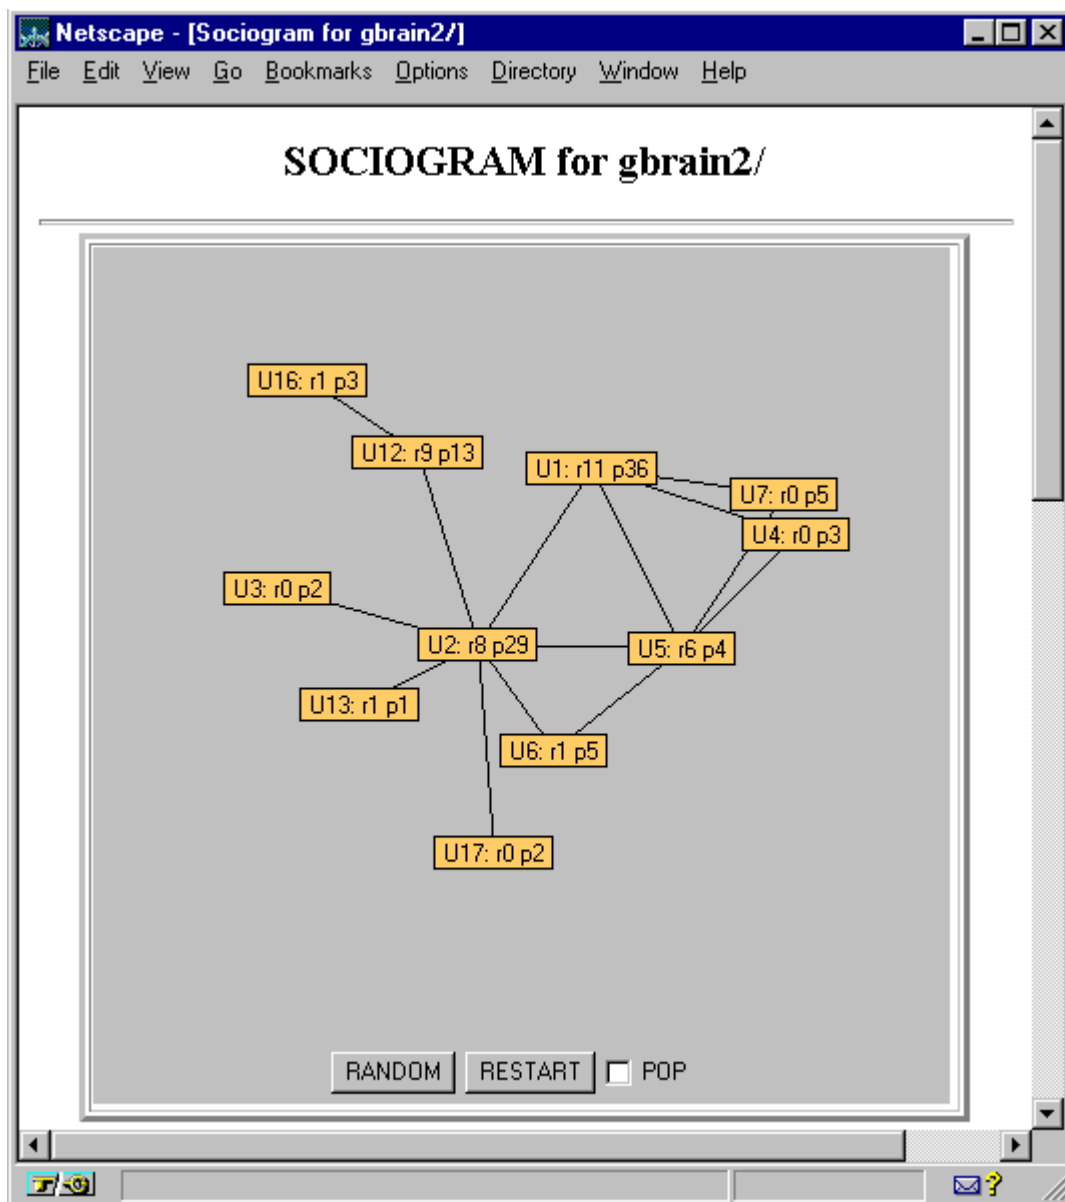 Netscape - [Sociogram for gbrain2/]
File Edit View Go Bookmarks Options Directory Window Help
SOCIOGRAM for gbrain2/
U16: r1 p3
U12: r9 p13
U1: r11 p36
U7: r0 p5
U4: r0 p3
U3: r0 p2
U2: r8 p29
U5: r6 p4
U13: r1 p1
U6: r1 p5
U17: r0 p2
RANDOM RESTART POP